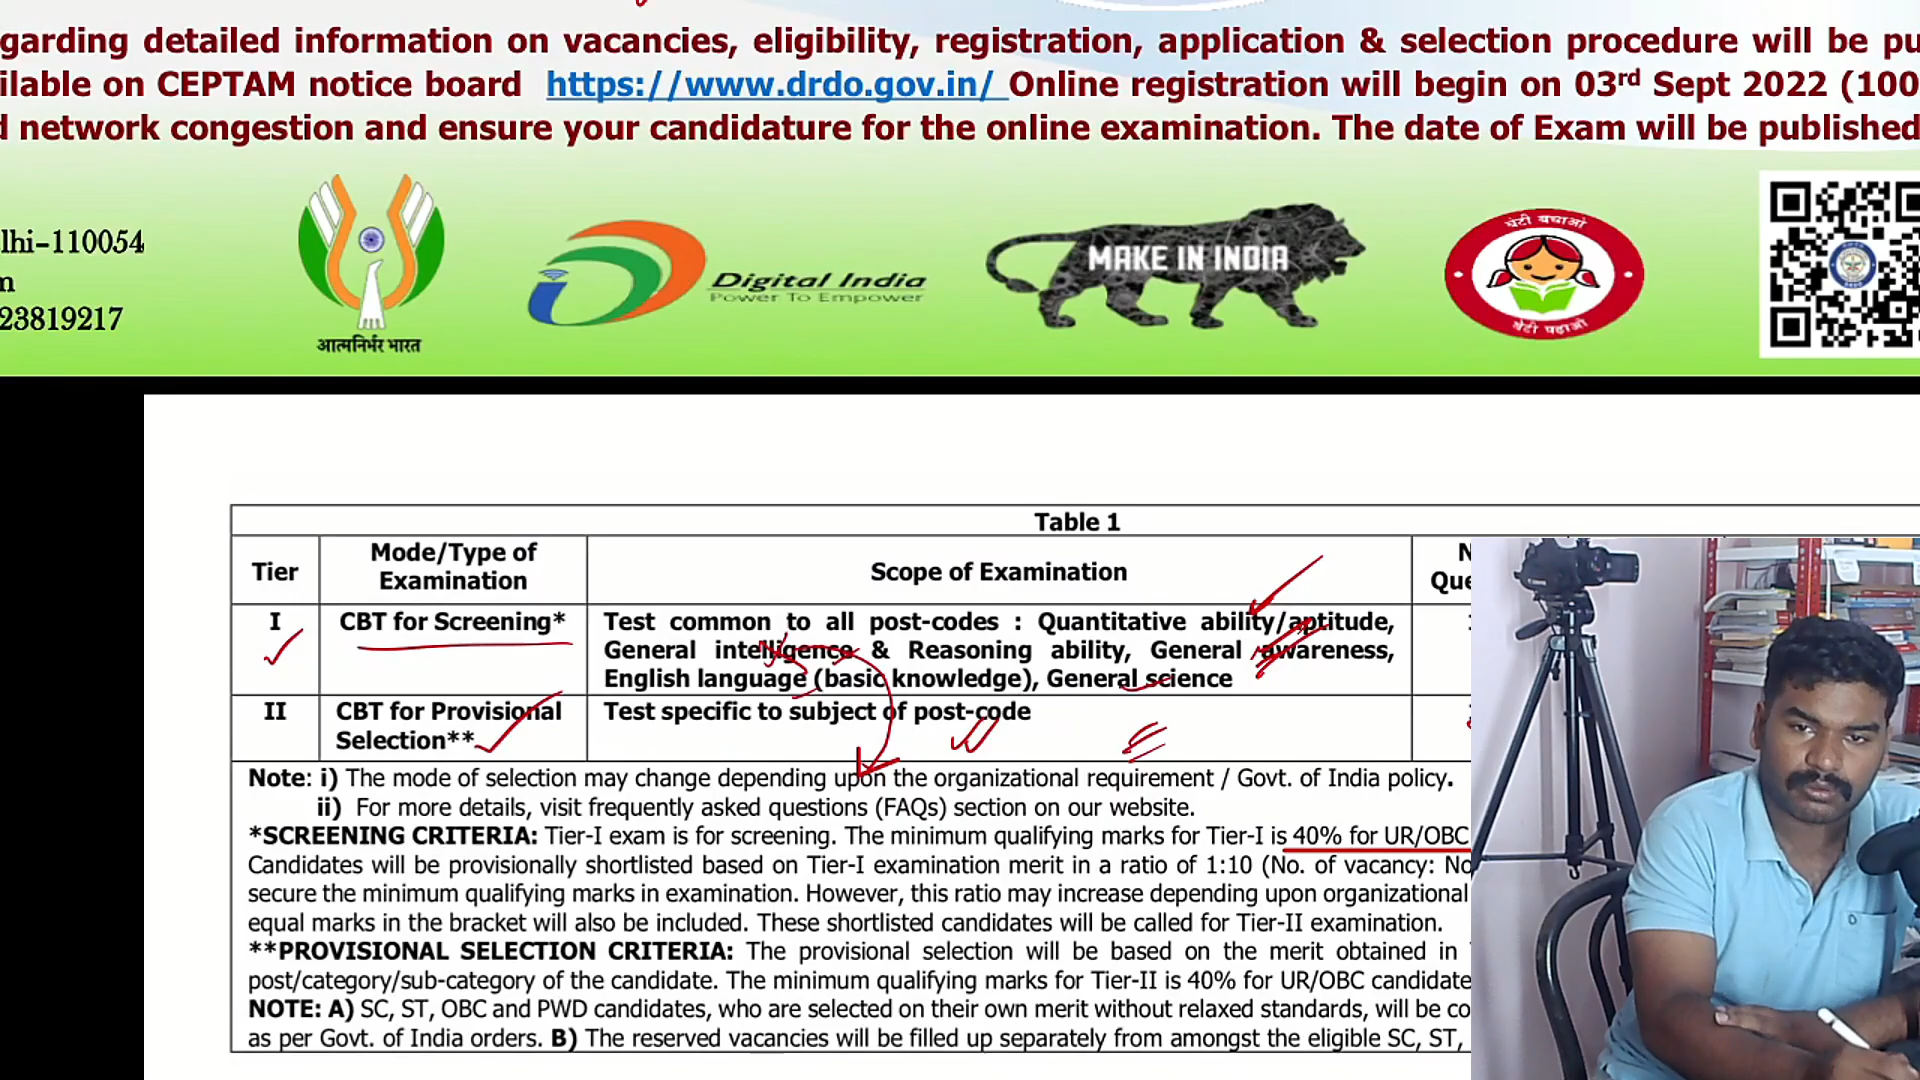 garding detailed information on vacancies, eligibility, registration, application & selection procedure will be pu
ilable on CEPTAM notice board https://www.drdo.gov.in/ Online registration will begin on 03rd Sept 2022 (100
d network congestion and ensure your candidature for the online examination. The date of Exam will be published
lhi-110054
m
23819217
आत्मनिर्भर भारत
Digital India
Power To Empower
MAKE IN INDIA
बेटी बचाओ
बेटी पढ़ाओ
Table 1
Tier
Mode/Type of
Examination
Scope of Examination
N
Que
I
CBT for Screening*
Test common to all post-codes : Quantitative ability/aptitude,
General intelligence & Reasoning ability, General awareness,
English language (basic knowledge), General science
II
CBT for Provisional
Selection**
Test specific to subject of post-code
Note: i) The mode of selection may change depending upon the organizational requirement / Govt. of India policy.
ii) For more details, visit frequently asked questions (FAQs) section on our website.
*SCREENING CRITERIA: Tier-I exam is for screening. The minimum qualifying marks for Tier-I is 40% for UR/OBC
Candidates will be provisionally shortlisted based on Tier-I examination merit in a ratio of 1:10 (No. of vacancy: No
secure the minimum qualifying marks in examination. However, this ratio may increase depending upon organizational
equal marks in the bracket will also be included. These shortlisted candidates will be called for Tier-II examination.
**PROVISIONAL SELECTION CRITERIA: The provisional selection will be based on the merit obtained in
post/category/sub-category of the candidate. The minimum qualifying marks for Tier-II is 40% for UR/OBC candidate
NOTE: A) SC, ST, OBC and PWD candidates, who are selected on their own merit without relaxed standards, will be co
as per Govt. of India orders. B) The reserved vacancies will be filled up separately from amongst the eligible SC, ST,